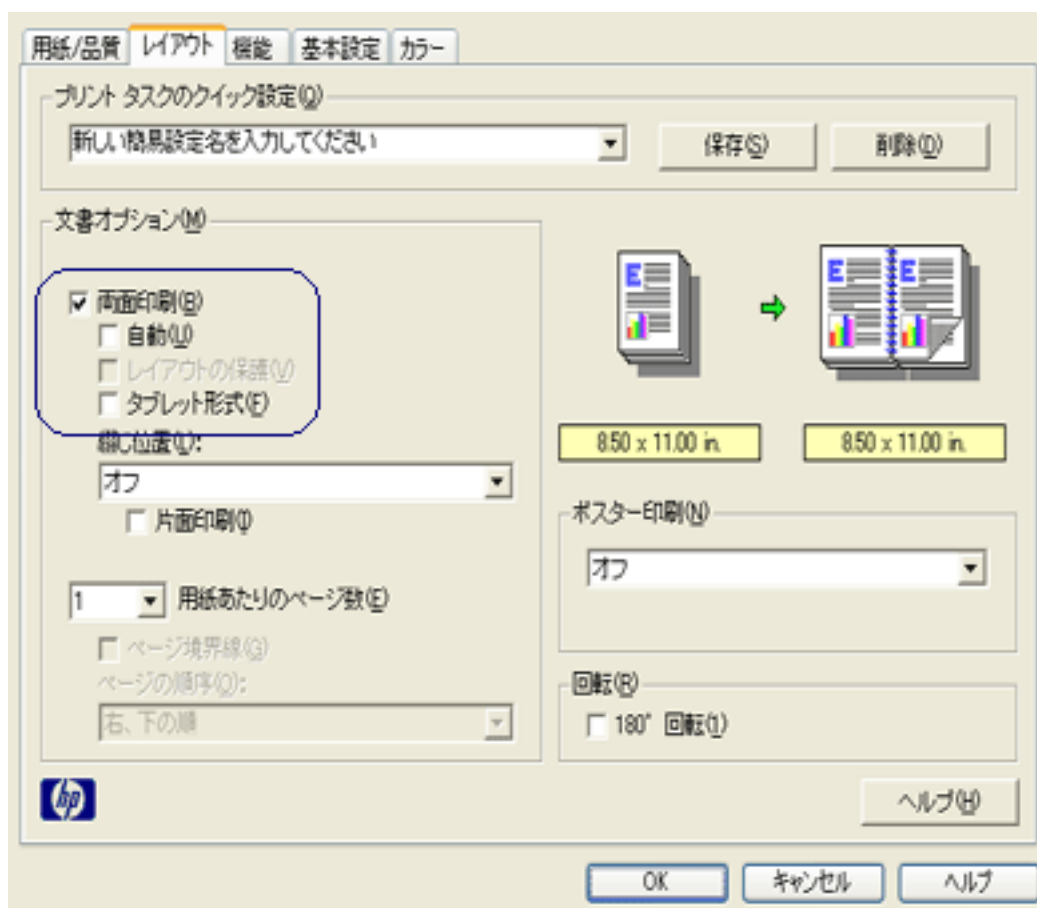 用紙/品質 レイアウト 機能 基本設定 カラー
プリント タスクのクイック設定(Q)
新しい簡易設定名を入力してください 保存(S) 削除(D)
文書オプション(M)
両面印刷(B)
自動(U)
レイアウトの保護(V)
タブレット形式(F)
綴じ位置(L):
オフ
片面印刷(I)
1 用紙あたりのページ数(E)
ページ境界線(G)
ページの順序(O):
右、下の順
E E E
8.50 x 11.00 in. 8.50 x 11.00 in.
ポスター印刷(N)
オフ
回転(R)
180° 回転(1)
hp
ヘルプ(H)
OK キャンセル ヘルプ